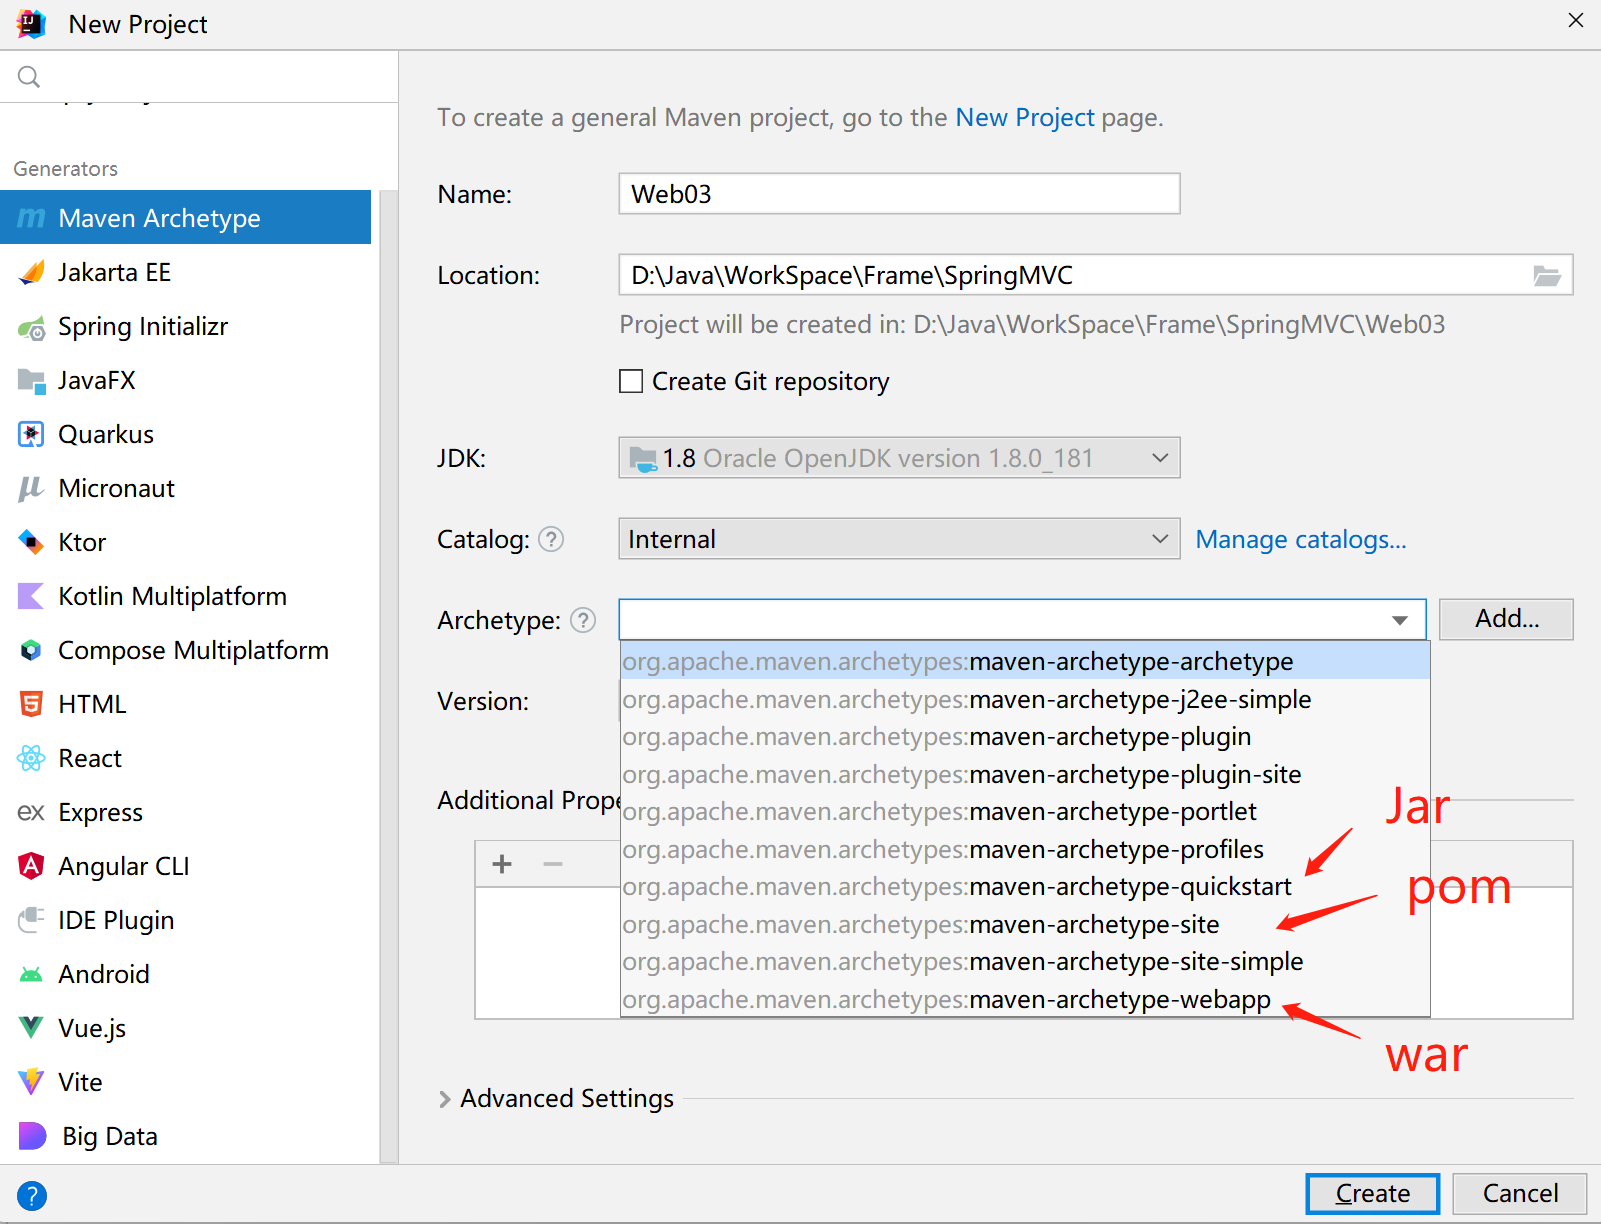 New Project
Generators
Maven Archetype
Jakarta EE
Spring Initializr
JavaFX
Quarkus
Micronaut
Ktor
Kotlin Multiplatform
Compose Multiplatform
HTML
React
ex Express
Angular CLI
IDE Plugin
Android
Vue.js
Vite
Big Data
To create a general Maven project, go to the New Project page.
Name: Web03
Location: D:\Java\WorkSpace\Frame\SpringMVC
Project will be created in: D:\Java\WorkSpace\Frame\SpringMVC\Web03
Create Git repository
JDK: 1.8 Oracle OpenJDK version 1.8.0_181
Catalog: ? Internal Manage catalogs...
Archetype: ? Add...
org.apache.maven.archetypes:maven-archetype-archetype
Version:
org.apache.maven.archetypes:maven-archetype-j2ee-simple
org.apache.maven.archetypes:maven-archetype-plugin
org.apache.maven.archetypes:maven-archetype-plugin-site
Additional
org.apache.maven.archetypes:maven-archetype-portlet
Jar
org.apache.maven.archetypes:maven-archetype-profiles
org.apache.maven.archetypes:maven-archetype-quickstart
pom
org.apache.maven.archetypes:maven-archetype-site
org.apache.maven.archetypes:maven-archetype-site-simple
org.apache.maven.archetypes:maven-archetype-webapp
war
Advanced Settings
? Create Cancel